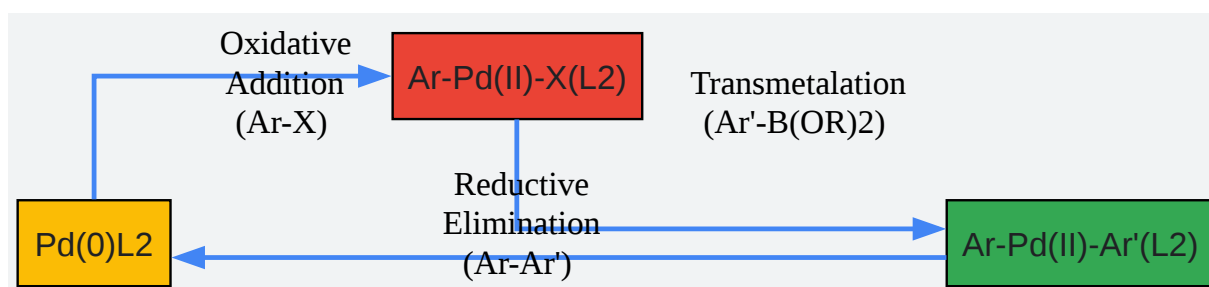 Oxidative
Addition
(Ar-X)
Ar-Pd(II)-X(L2)
Transmetalation
(Ar'-B(OR)2)
Reductive
Elimination
(Ar-Ar')
Pd(0)L2
Ar-Pd(II)-Ar'(L2)